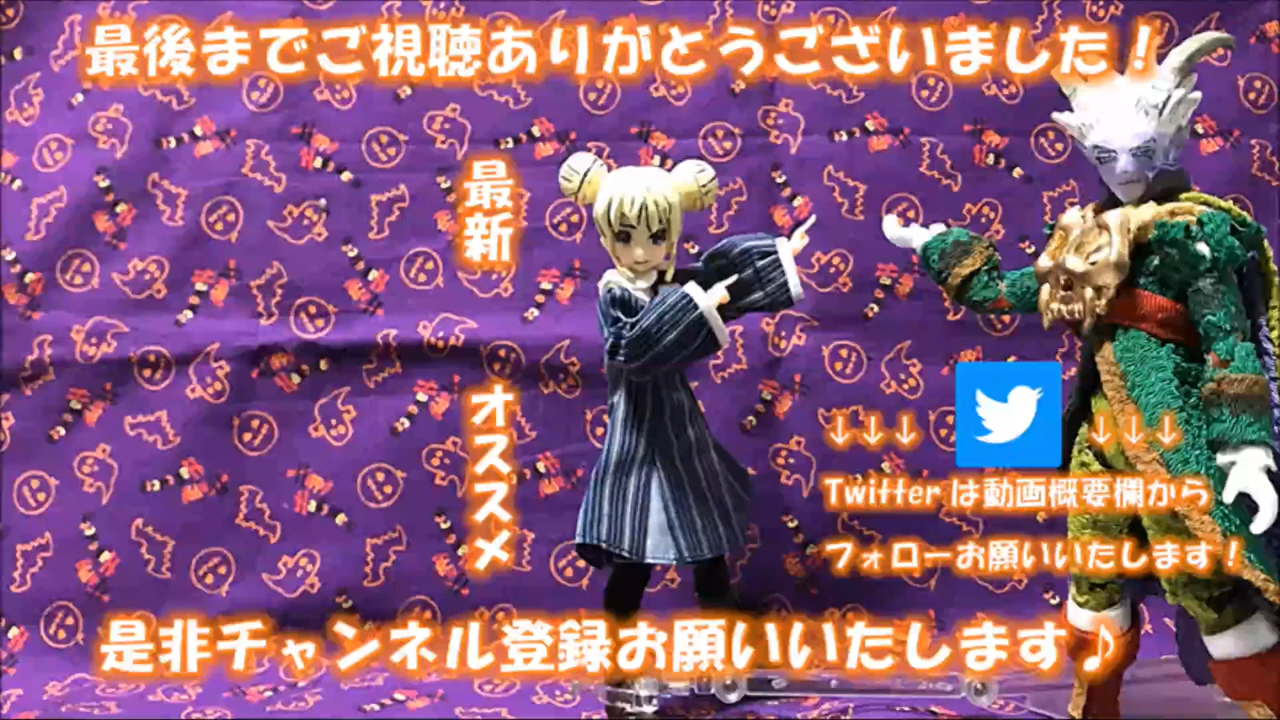 最後までご視聴ありがとうございました！
最新
オススメ
↓↓↓ ↓↓↓
Twitterは動画概要欄から
フォローお願いいたします！
是非チャンネル登録お願いいたします♪